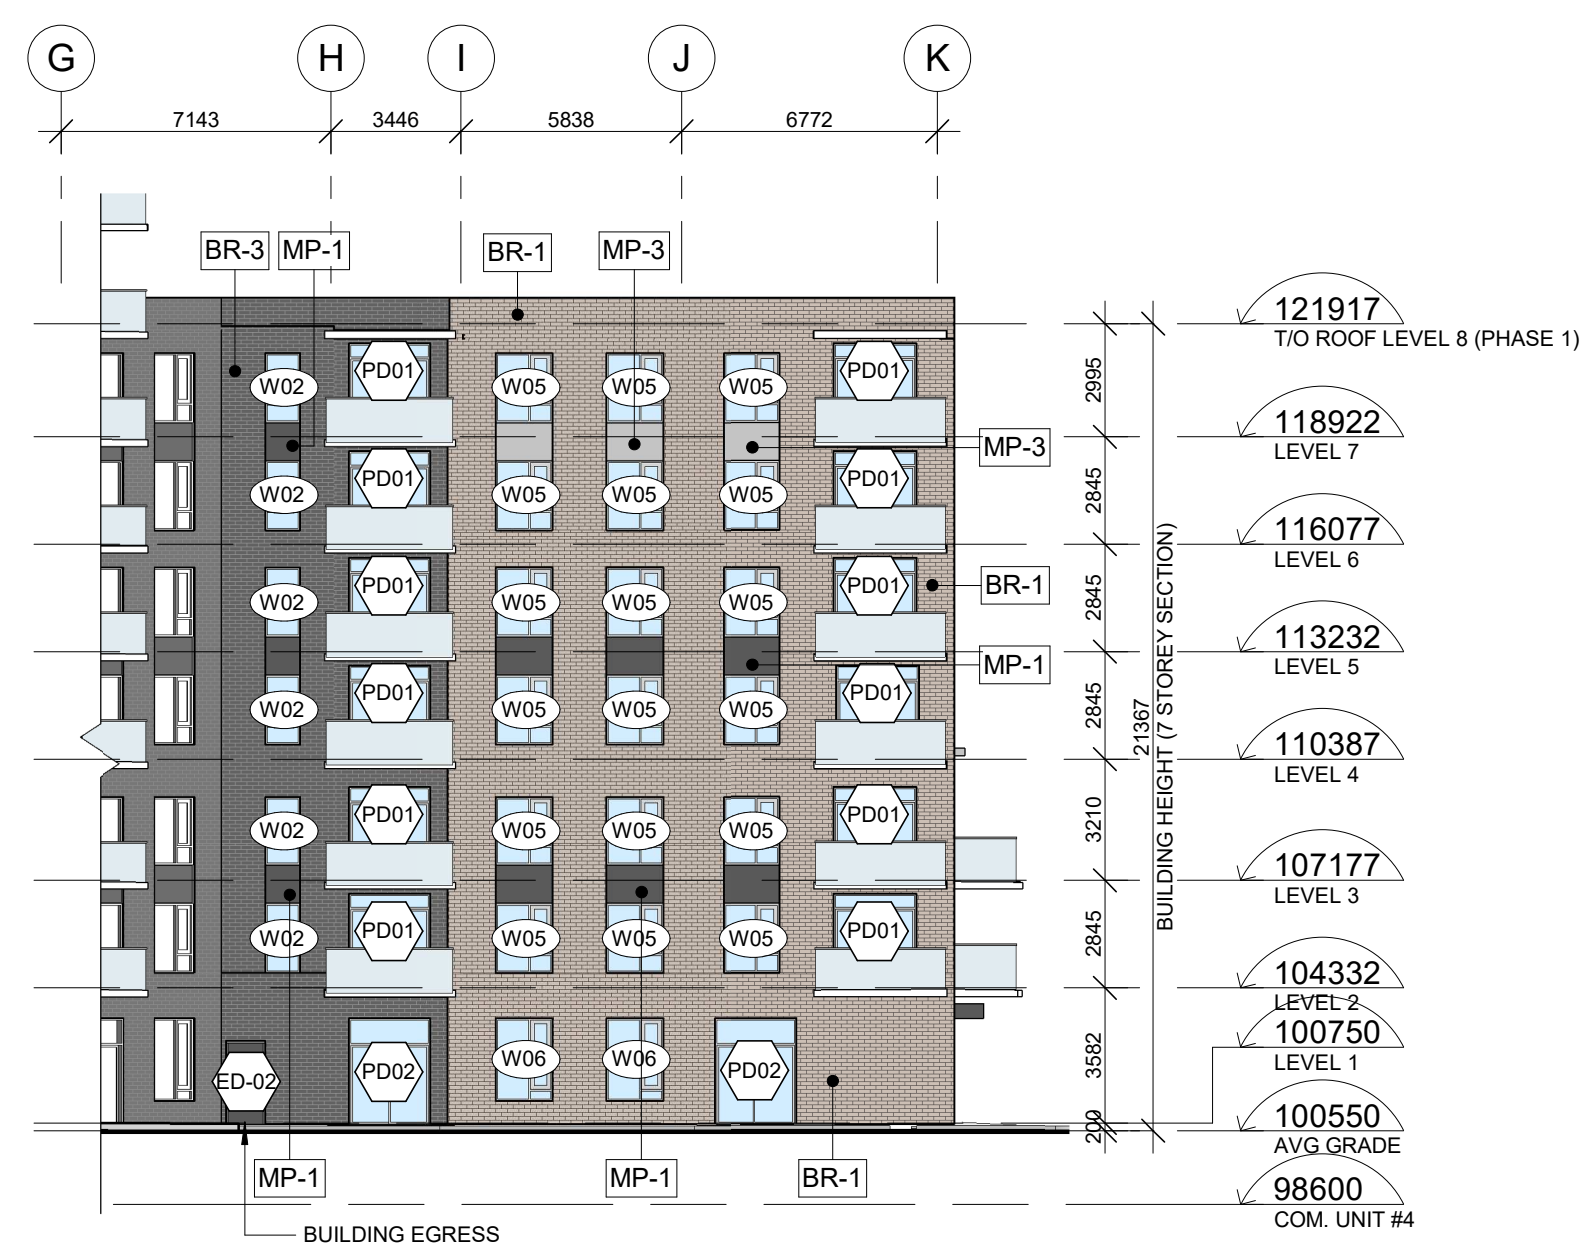 G H I J K
7143 3446 5838 6772
BR-3 MP-1 BR-1 MP-3
121917
T/O ROOF LEVEL 8 (PHASE 1)
2995
W02 PD01 W05 W05 W05 PD01
118922
LEVEL 7
MP-3
2845
W02 PD01 W05 W05 W05 PD01
116077
LEVEL 6
BR-1
2845
W02 PD01 W05 W05 W05 PD01
113232
LEVEL 5
MP-1
2845
W02 PD01 W05 W05 W05 PD01
21367
BUILDING HEIGHT (7 STOREY SECTION)
110387
LEVEL 4
3210
W02 PD01 W05 W05 W05 PD01
107177
LEVEL 3
2845
W02 PD01 W05 W05 W05 PD01
104332
LEVEL 2
3582
100750
LEVEL 1
ED-02 PD02 W06 W06 PD02
200
100550
AVG GRADE
MP-1 MP-1 BR-1
98600
COM. UNIT #4
BUILDING EGRESS